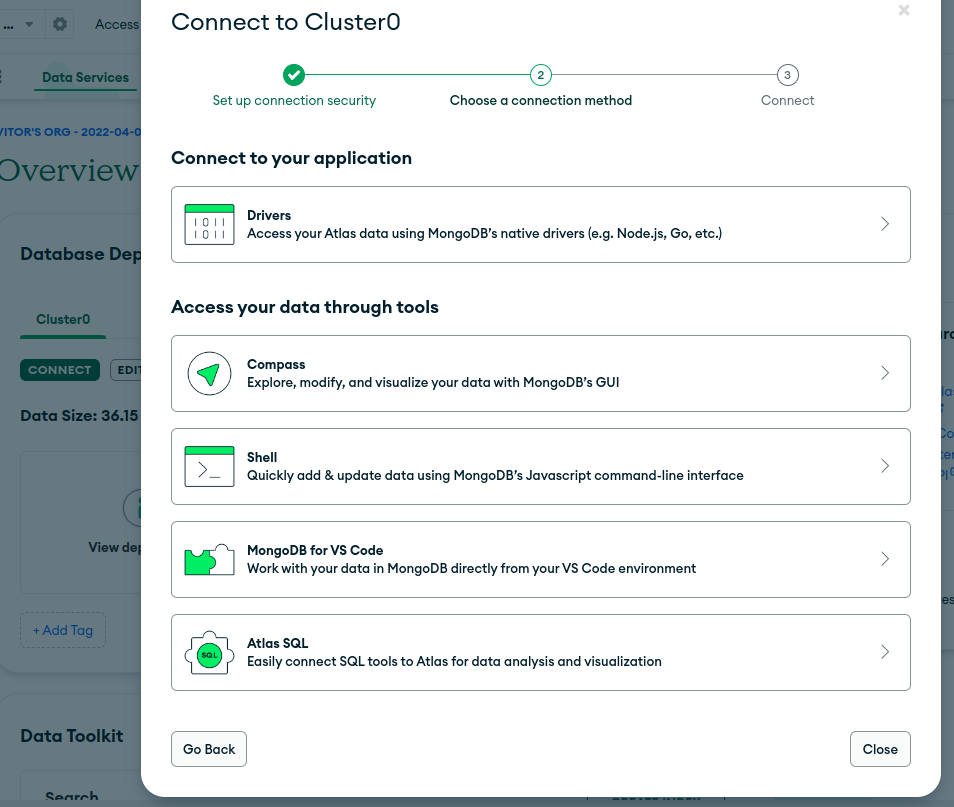 Connect to Cluster0
...
Access
Data Services
2
3
Set up connection security
Choose a connection method
Connect
VITOR'S ORG - 2022-04-0
Overview
Connect to your application
Drivers
Access your Atlas data using MongoDB's native drivers (e.g. Node.js, Go, etc.)
Database Dep
Access your data through tools
Cluster0
Compass
Explore, modify, and visualize your data with MongoDB's GUI
CONNECT
EDIT
Data Size: 36.15
Shell
Quickly add & update data using MongoDB's Javascript command-line interface
View dep
MongoDB for VS Code
Work with your data in MongoDB directly from your VS Code environment
+ Add Tag
SQL
Atlas SQL
Easily connect SQL tools to Atlas for data analysis and visualization
Data Toolkit
Go Back
Close
Search